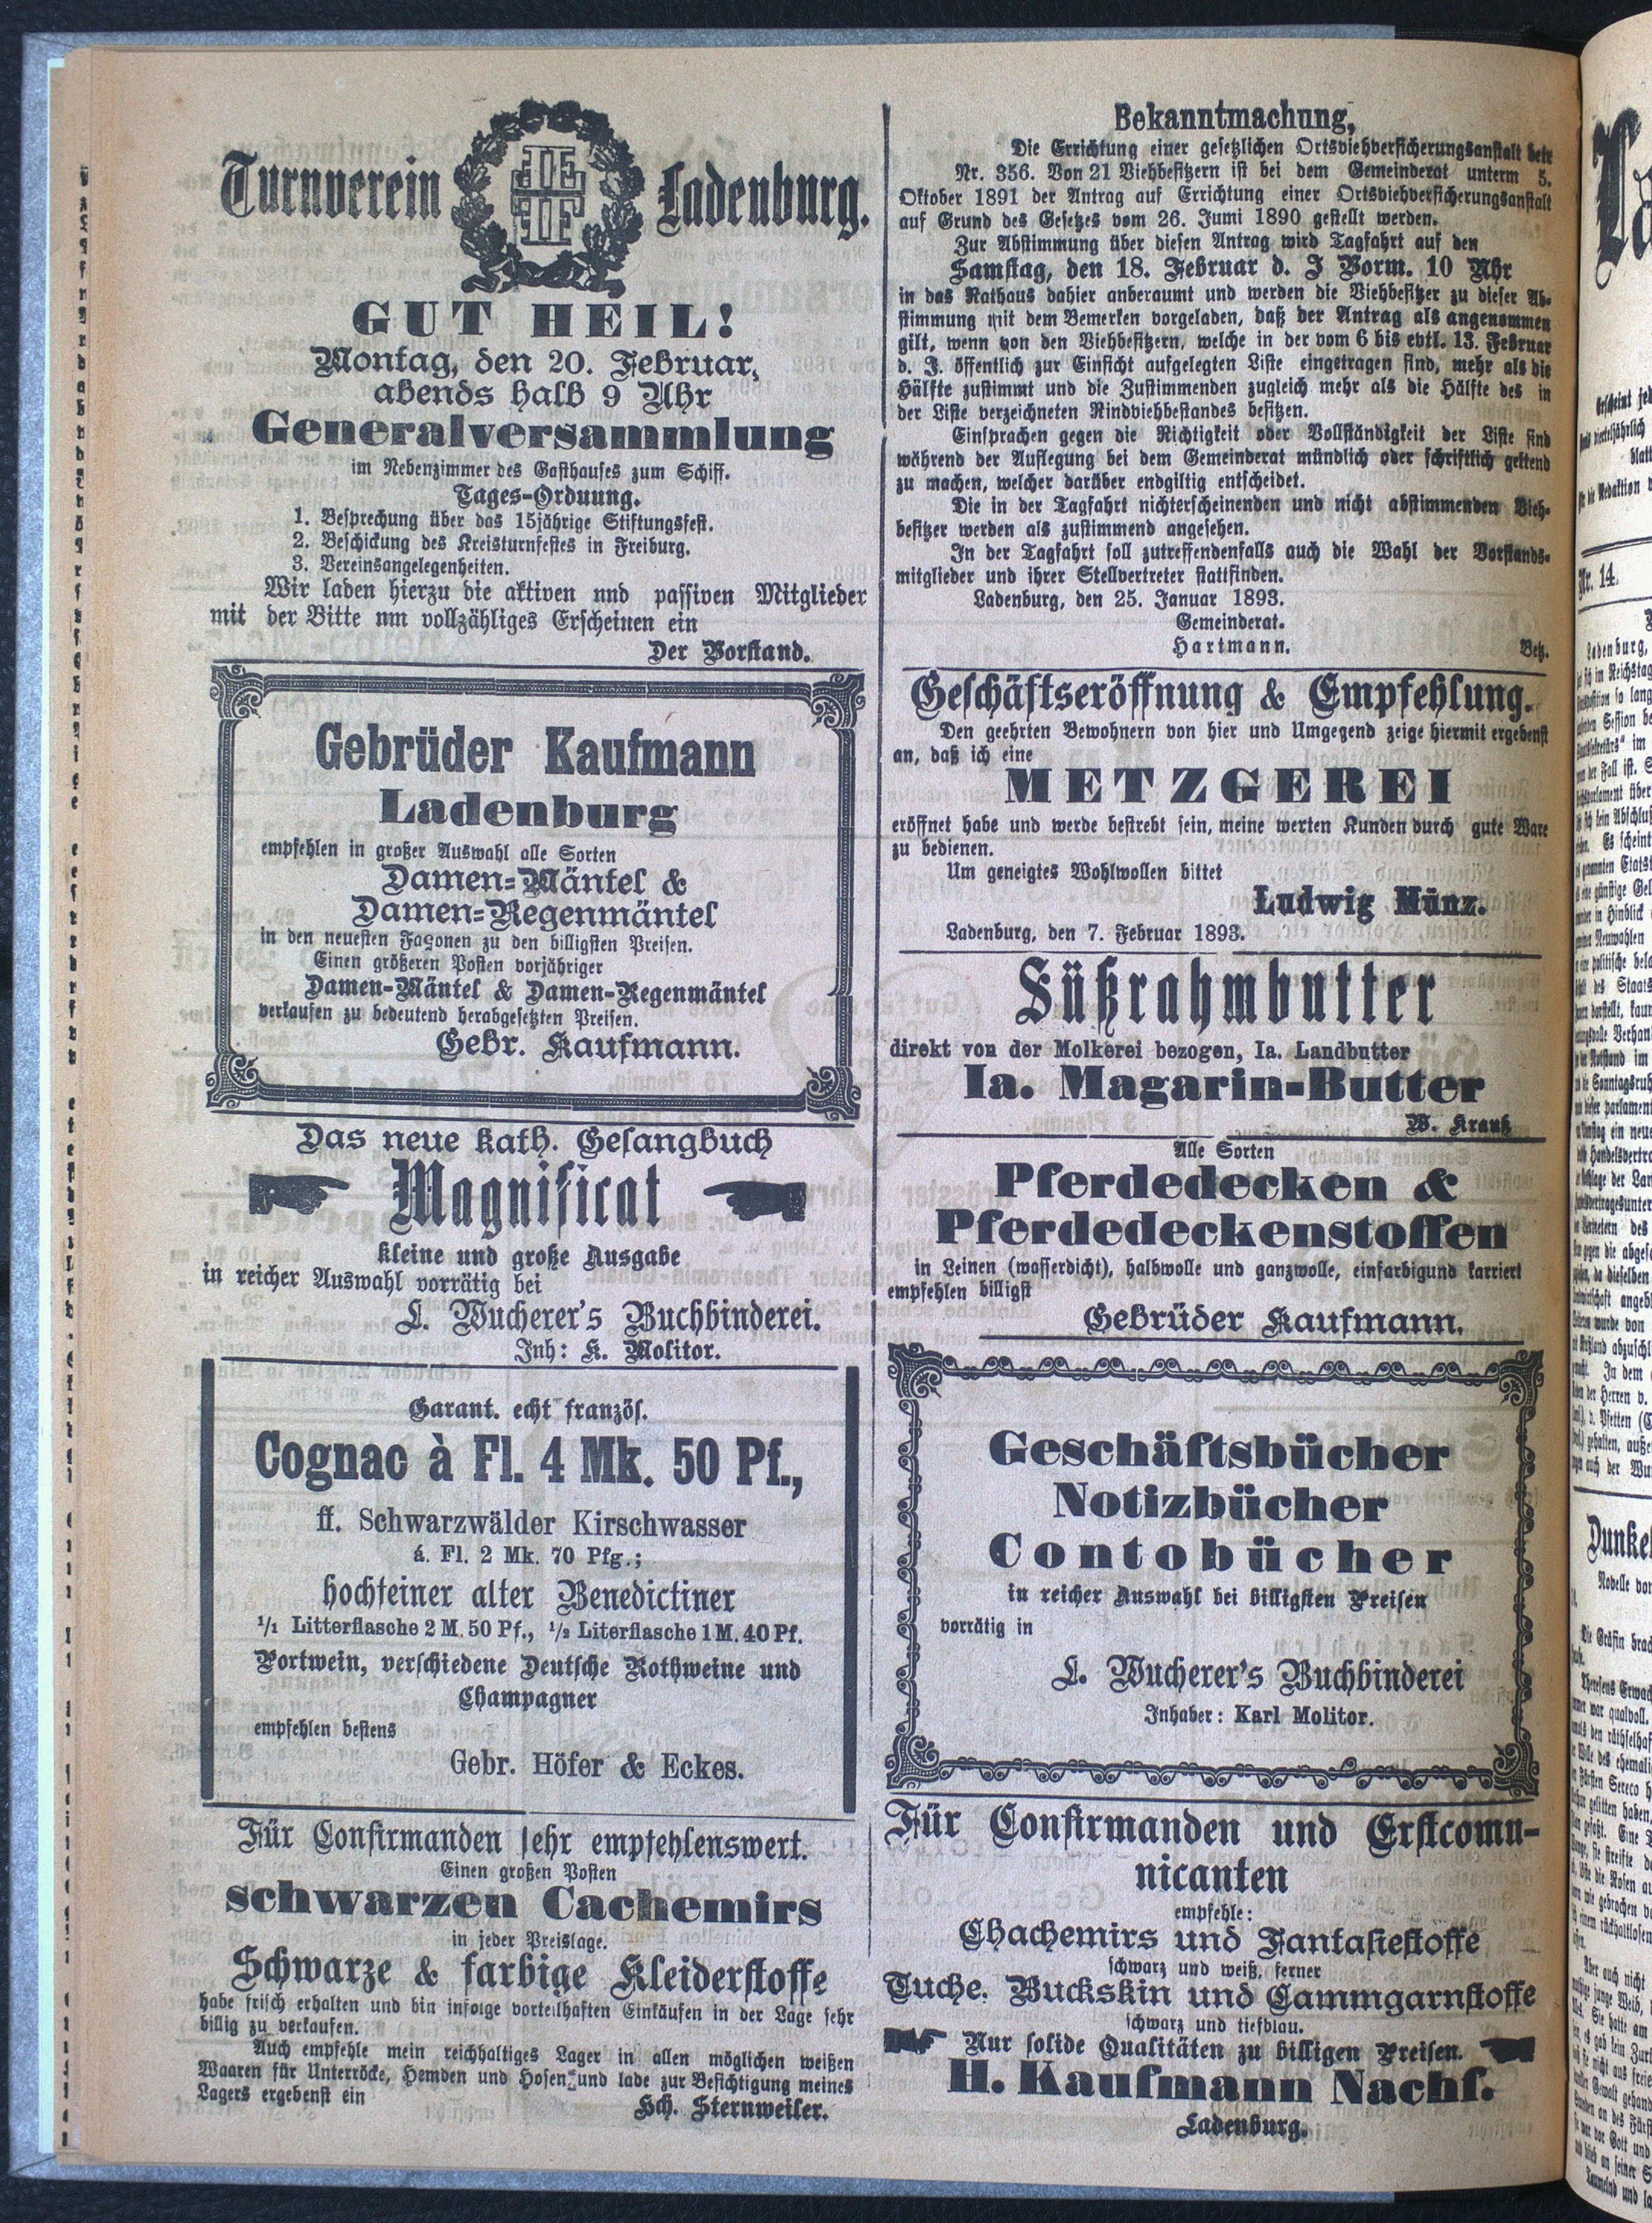 Turnverein Ladenburg.
GUT HEIL!
Montag, den 20. Februar,
abends halb 9 Uhr
Generalversammlung
im Nebenzimmer des Gasthauses zum Schiff.
Tages-Ordnung.
1. Besprechung über das 15jährige Stiftungsfest.
2. Beschickung des Kreisturnfestes in Freiburg.
3. Vereinsangelegenheiten.
Wir laden hierzu die aktiven nnd passiven Mitglieder
mit der Bitte nm vollzähliges Erscheinen ein
Der Vorstand.
Gebrüder Kaufmann
Ladenburg
empfehlen in großer Auswahl alle Sorten
Damen-Mäntel &
Damen-Regenmäntel
in den neuesten Façonen zu den billigsten Preisen.
Einen größeren Posten vorjähriger
Damen-Mäntel & Damen-Regenmäntel
verkaufen zu bedeutend herabgesetzten Preisen.
Gebr. Kaufmann.
Das neue kath. Gesangbuch
Magnificat
kleine und große Ausgabe
in reicher Auswahl vorrätig bei
L. Wucherer's Buchbinderei.
Inh: K. Molitor.
Garant. echt französ.
Cognac à Fl. 4 Mk. 50 Pf.,
ff. Schwarzwälder Kirschwasser
á. Fl. 2 Mk. 70 Pfg.;
hochfeiner alter Benedictiner
1/1 Litterflasche 2 M. 50 Pf., 1/2 Literflasche 1 M. 40 Pf.
Portwein, verschiedene Deutsche Rothweine und
Champagner
empfehlen bestens
Gebr. Höfer & Eckes.
Für Confirmanden sehr empfehlenswert.
Einen großen Posten
schwarzen Cachemirs
in jeder Preislage.
Schwarze & farbige Kleiderstoffe
habe frisch erhalten und bin infolge vorteilhaften Einkäufen in der Lage sehr
billig zu verkaufen.
Auch empfehle mein reichhaltiges Lager in allen möglichen weißen
Waaren für Unterröcke, Hemden und Hosen und lade zur Besichtigung meines
Lagers ergebenst ein
Hch. Sternweiler.
Bekanntmachung,
Die Errichtung einer gesetzlichen Ortsviehversicherungsanstalt betr
Nr. 356. Von 21 Viehbesitzern ist bei dem Gemeinderat unterm 5.
Oktober 1891 der Antrag auf Errichtung einer Ortsviehversicherungsanstalt
auf Grund des Gesetzes vom 26. Jumi 1890 gestellt werden.
Zur Abstimmung über diesen Antrag wird Tagfahrt auf den
Samstag, den 18. Februar d. J Vorm. 10 Uhr
in das Rathaus dahier anberaumt und werden die Viehbesitzer zu dieser Ab-
stimmung mit dem Bemerken vorgeladen, daß der Antrag als angenommen
gilt, wenn von den Viehbesitzern, welche in der vom 6 bis evtl. 13. Februar
d. J. öffentlich zur Einsicht aufgelegten Liste eingetragen sind, mehr als die
Hälfte zustimmt und die Zustimmenden zugleich mehr als die Hälfte des in
der Liste verzeichneten Rindviehbestandes besitzen.
Einsprachen gegen die Richtigkeit oder Vollständigkeit der Liste sind
während der Auflegung bei dem Gemeinderat mündlich oder schriftlich geltend
zu machen, welcher darüber endgiltig entscheidet.
Die in der Tagfahrt nichterscheinenden und nicht abstimmenden Vieh-
besitzer werden als zustimmend angesehen.
In der Tagfahrt soll zutreffendenfalls auch die Wahl der Vorstands-
mitglieder und ihrer Stellvertreter stattfinden.
Ladenburg, den 25. Januar 1893.
Gemeinderat.
Hartmann. Betz.
Geschäftseröffnung & Empfehlung.
Den geehrten Bewohnern von hier und Umgegend zeige hiermit ergebenst
an, daß ich eine
METZGEREI
eröffnet habe und werde bestrebt sein, meine werten Kunden durch gute Ware
zu bedienen.
Um geneigtes Wohlwollen bittet
Ludwig Münz.
Ladenburg, den 7. Februar 1893.
Süßrahmbutter
direkt von der Molkerei bezogen, Ia. Landbutter
Ia. Magarin-Butter
W. Krauß
Alle Sorten
Pferdedecken &
Pferdedeckenstoffen
in Leinen (wasserdicht), halbwolle und ganzwolle, einfarbigund karriert
empfehlen billigst
Gebrüder Kaufmann.
Geschäftsbücher
Notizbücher
Contobücher
in reicher Auswahl bei billigsten Preisen
vorrätig in
L. Wucherer's Buchbinderei
Inhaber: Karl Molitor.
Für Confirmanden und Erstcomu-
nicanten
empfehle:
Chachemirs und Fantasiestoffe
schwarz und weiß, ferner
Tuche. Buckskin und Cammgarnstoffe
schwarz und tiefblau.
Nur solide Qualitäten zu billigen Preisen.
H. Kaufmann Nachf.
Ladenburg.
Nr. 14.